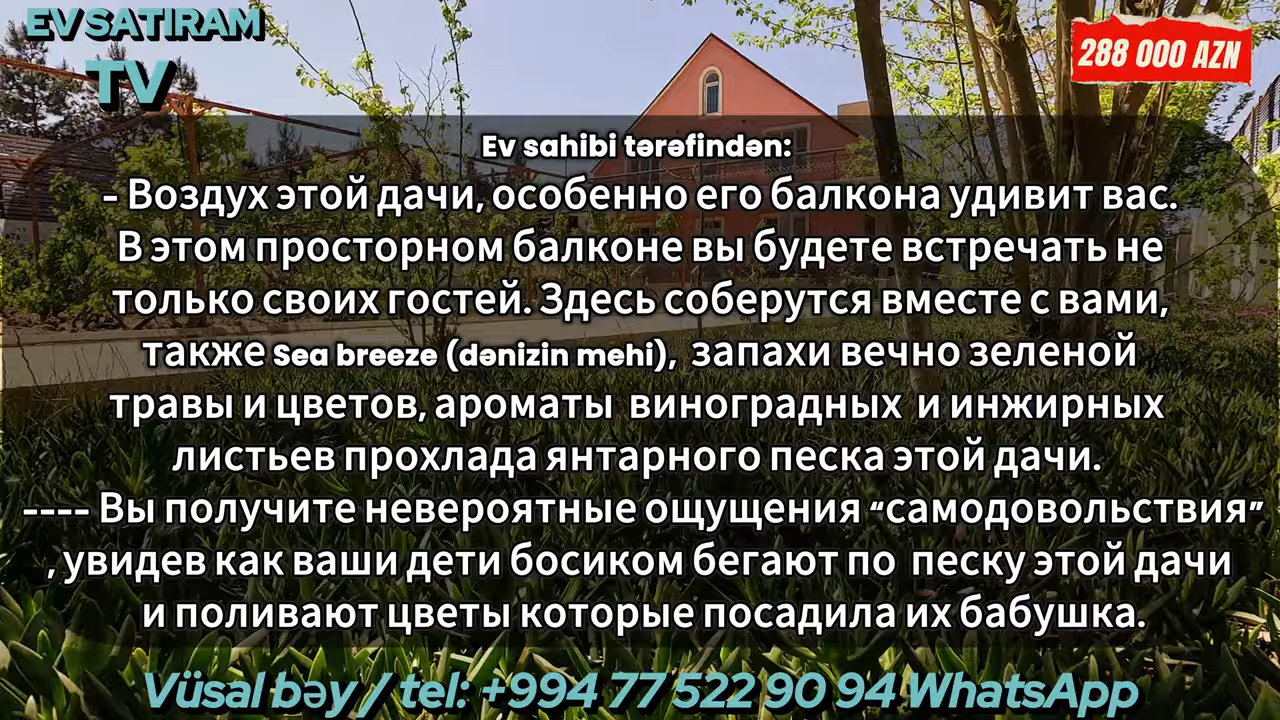 EV SATIRAM
TV
288 000 AZN
Ev sahibi tərəfindən:
- Воздух этой дачи, особенно его балкона удивит вас.
В этом просторном балконе вы будете встречать не
только своих гостей. Здесь соберутся вместе с вами,
также Sea breeze (dənizin mehi), запахи вечно зеленой
травы и цветов, ароматы виноградных и инжирных
листьев прохлада янтарного песка этой дачи.
---- Вы получите невероятные ощущения “самодовольствия”
, увидев как ваши дети босиком бегают по песку этой дачи
и поливают цветы которые посадила их бабушка.
Vüsal bəy / tel: +994 77 522 90 94 WhatsApp